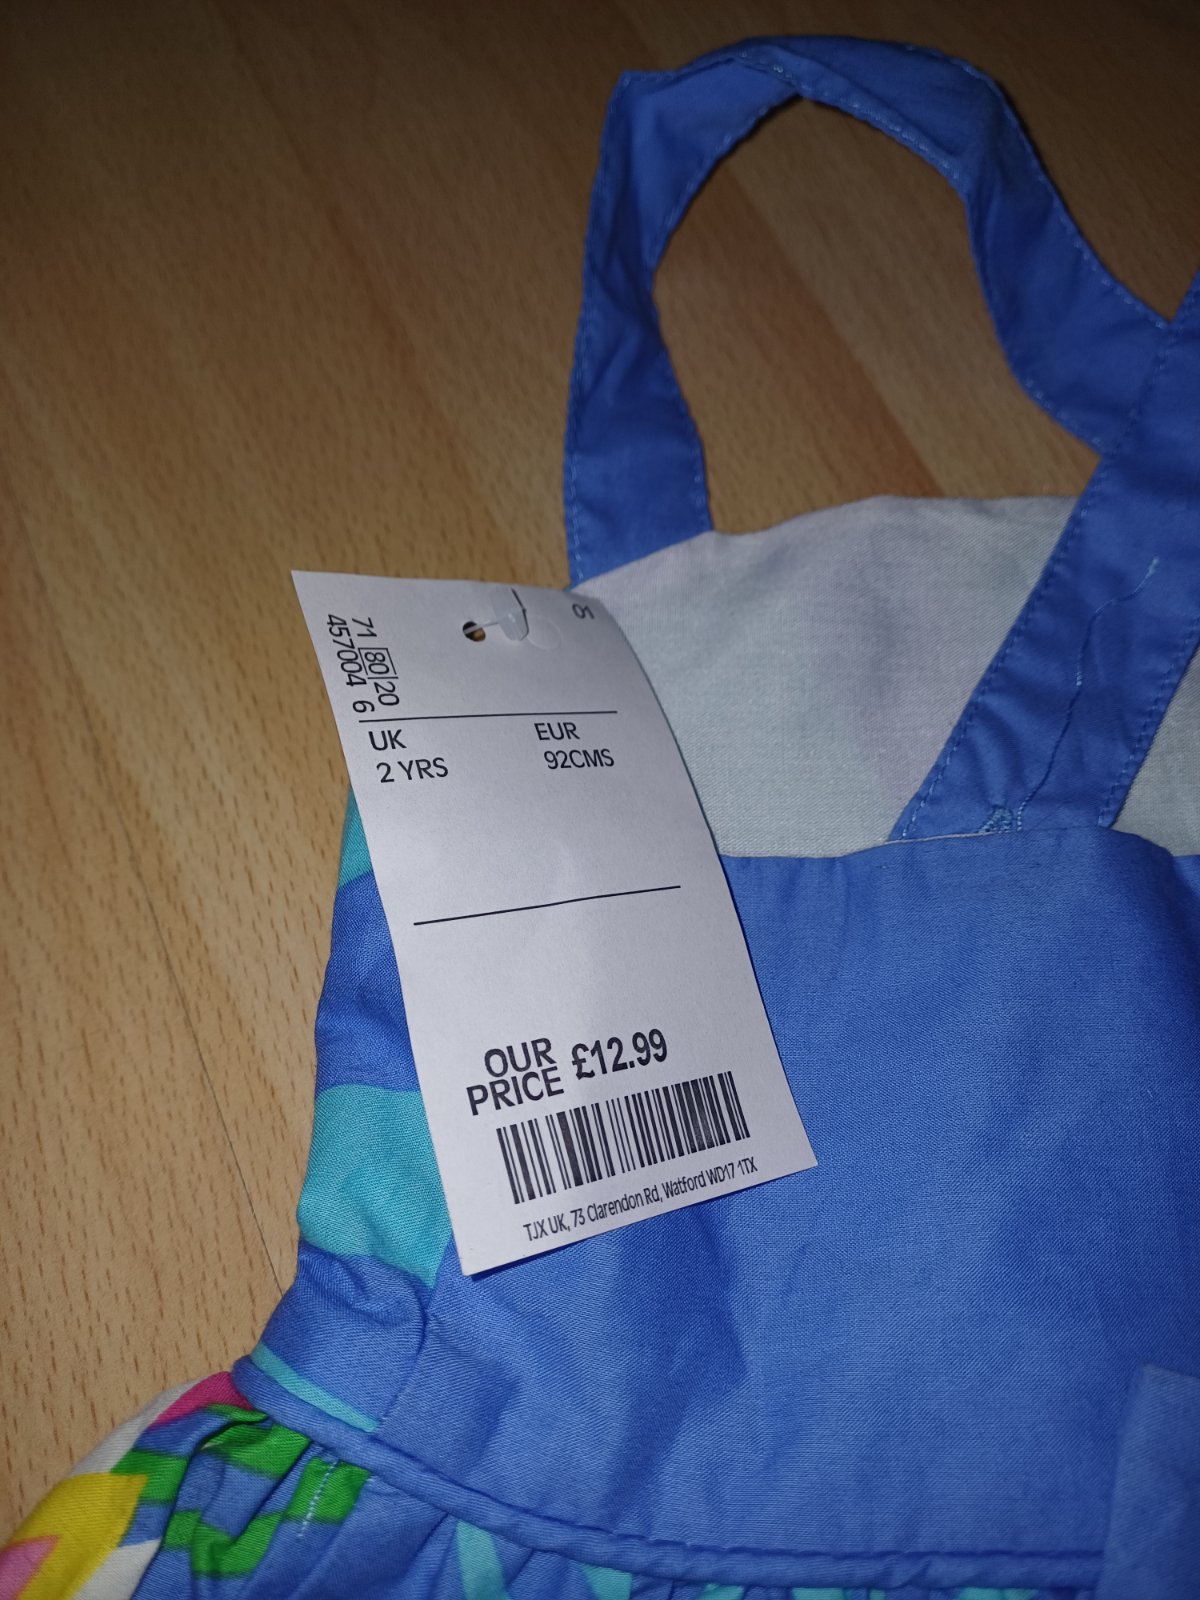 71 80 20
457004 6
UK EUR
2 YRS 92CMS
OUR
PRICE £12.99
TJX UK, 73 Clarendon Rd, Watford WD17 1TX